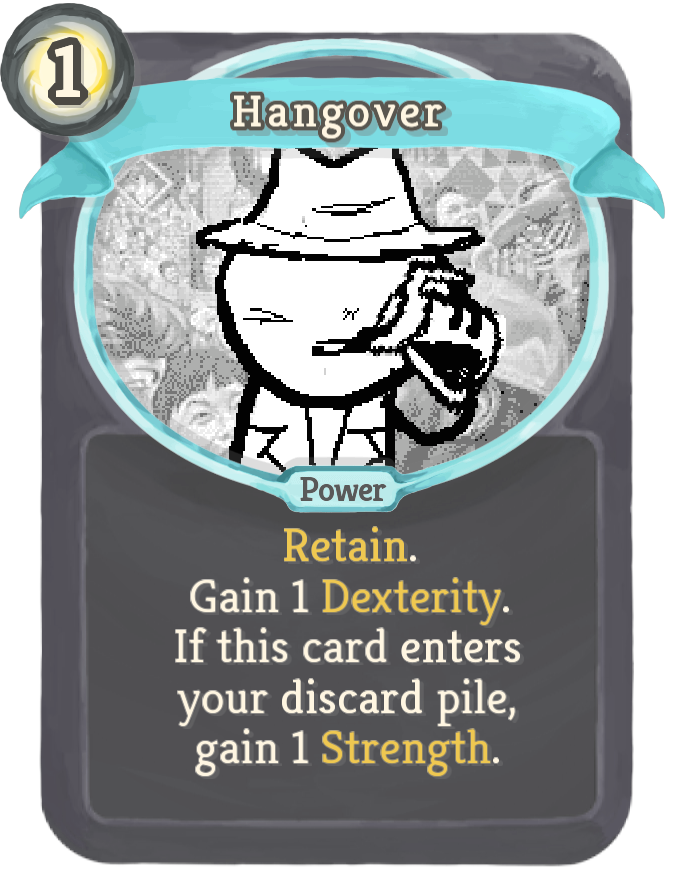 1
Hangover
Power
Retain.
Gain 1 Dexterity.
If this card enters
your discard pile,
gain 1 Strength.